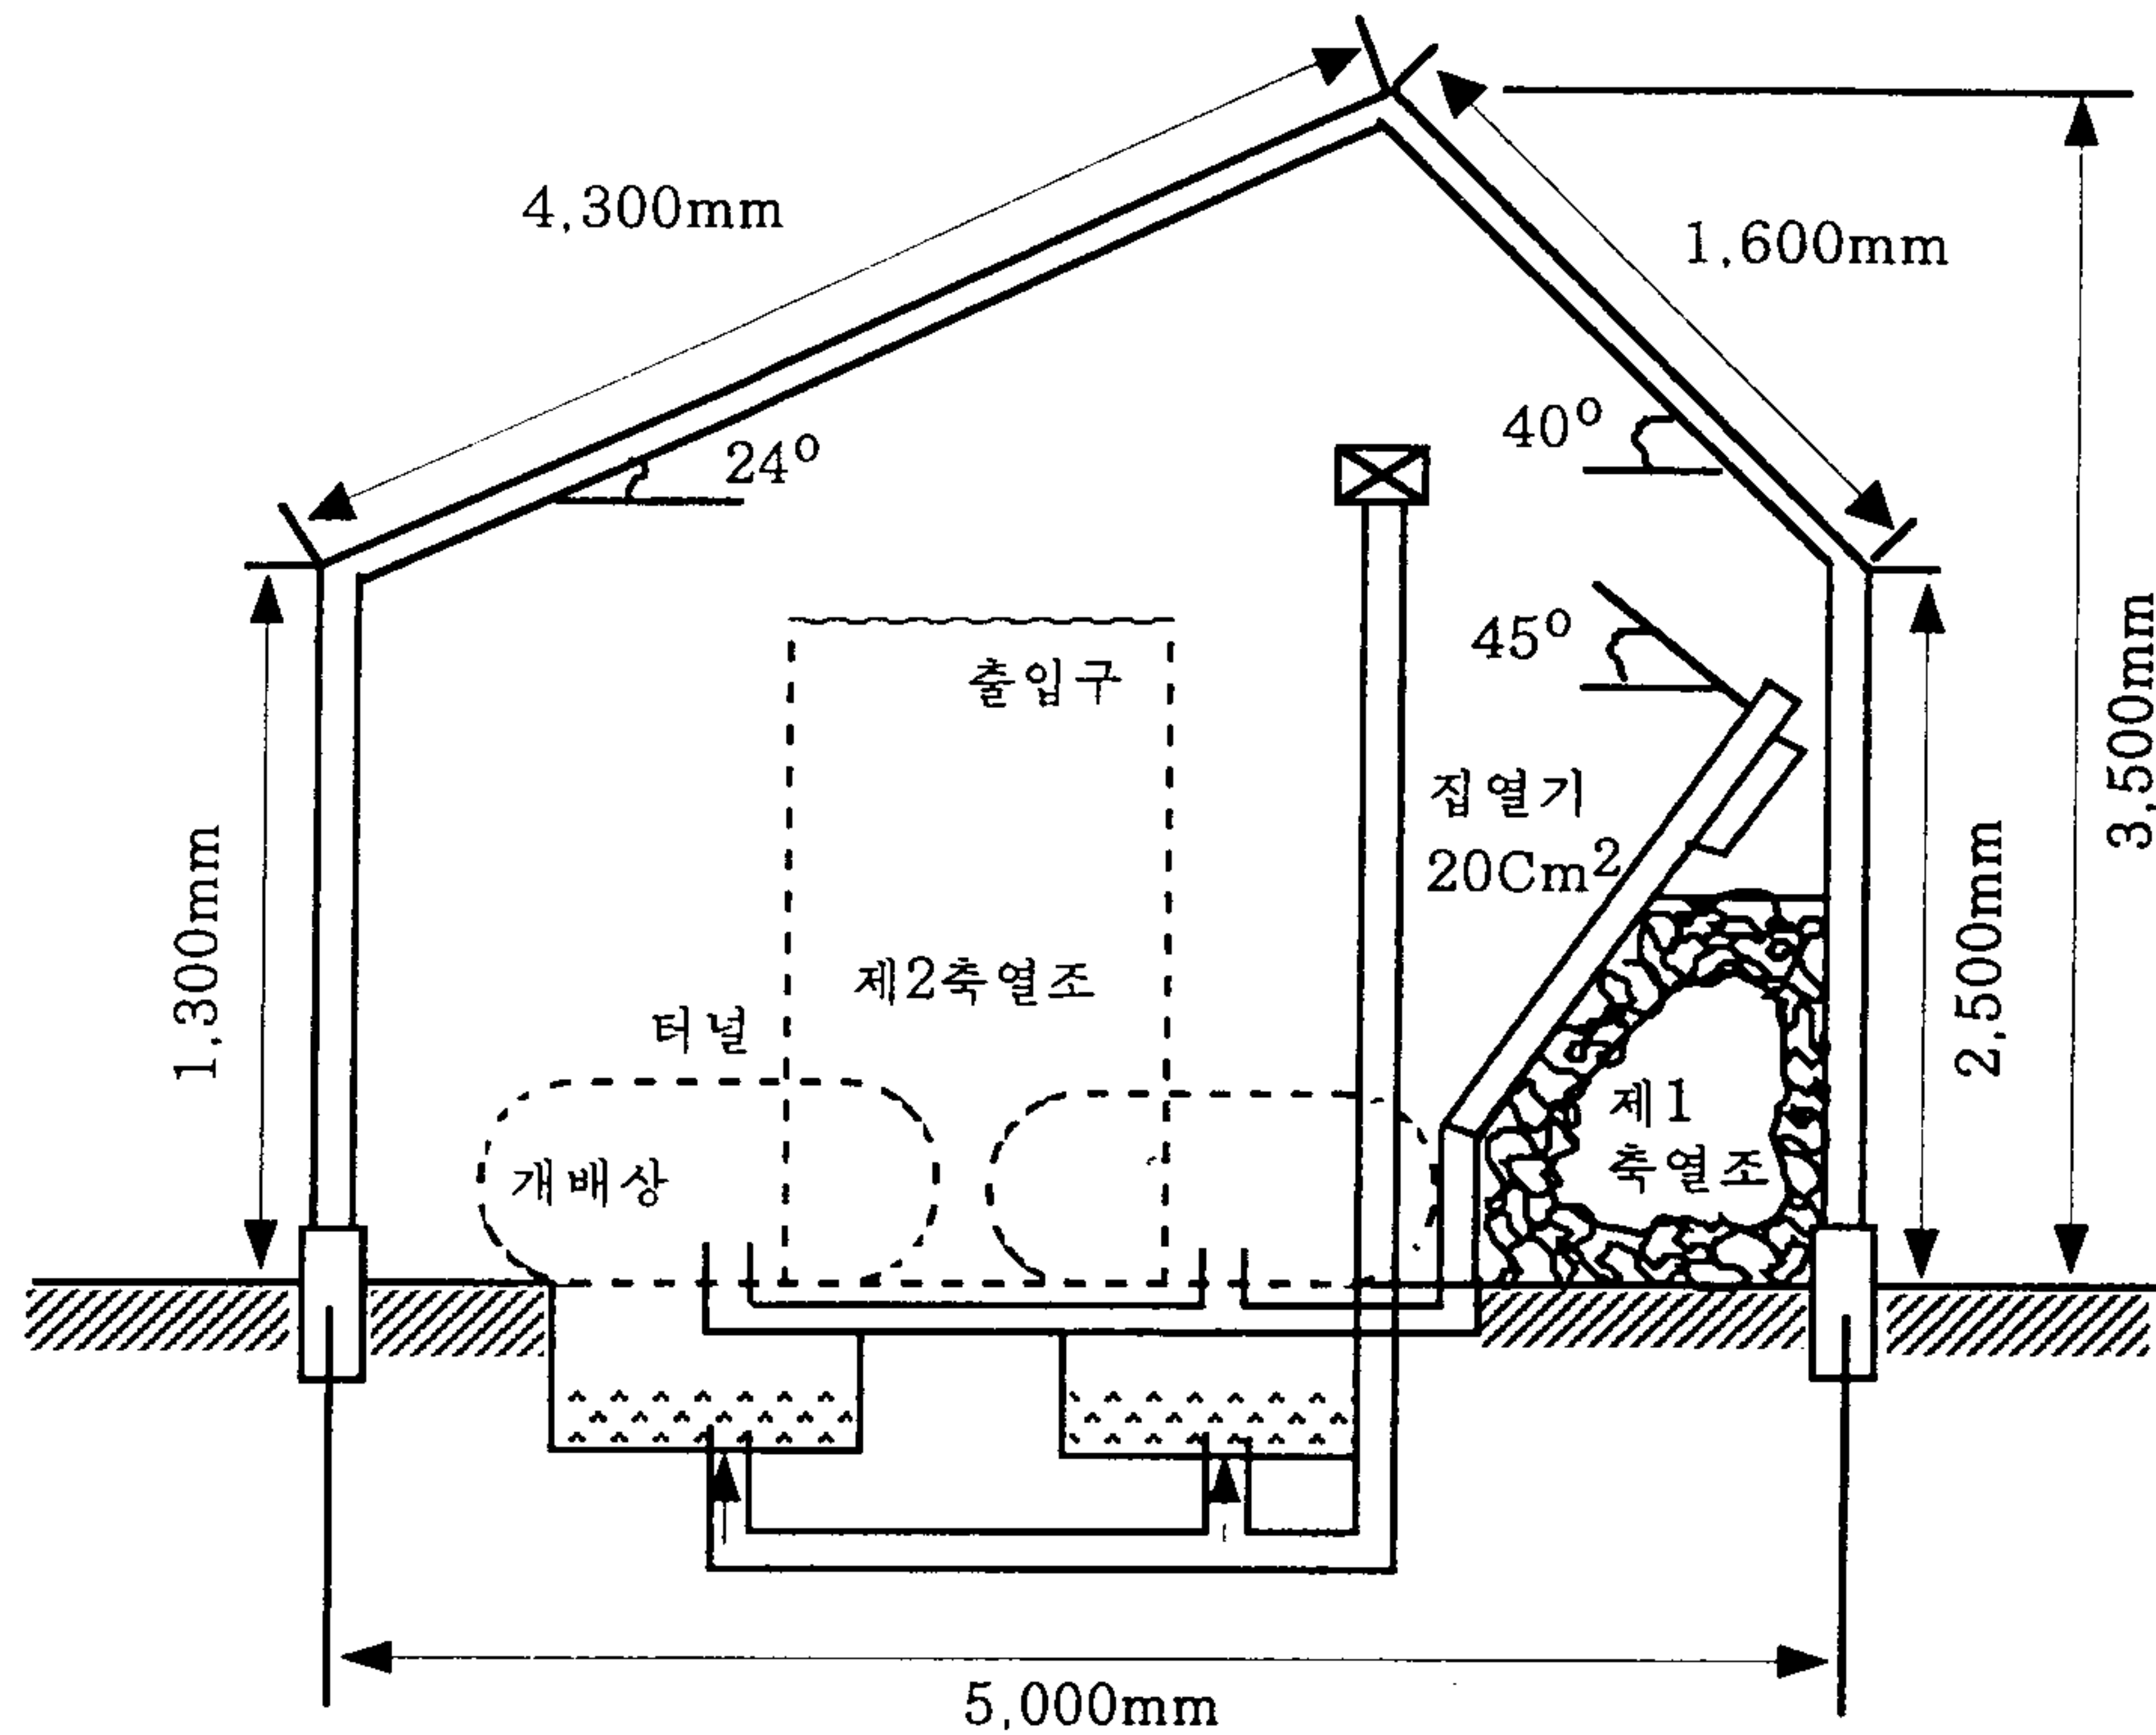 4,300mm
1,600mm
24°
40°
45°
출입구
집열기
20Cm²
제2축열조
터널
개배상
제1
축열조
1,300mm
2,500mm
3,500mm
5,000mm